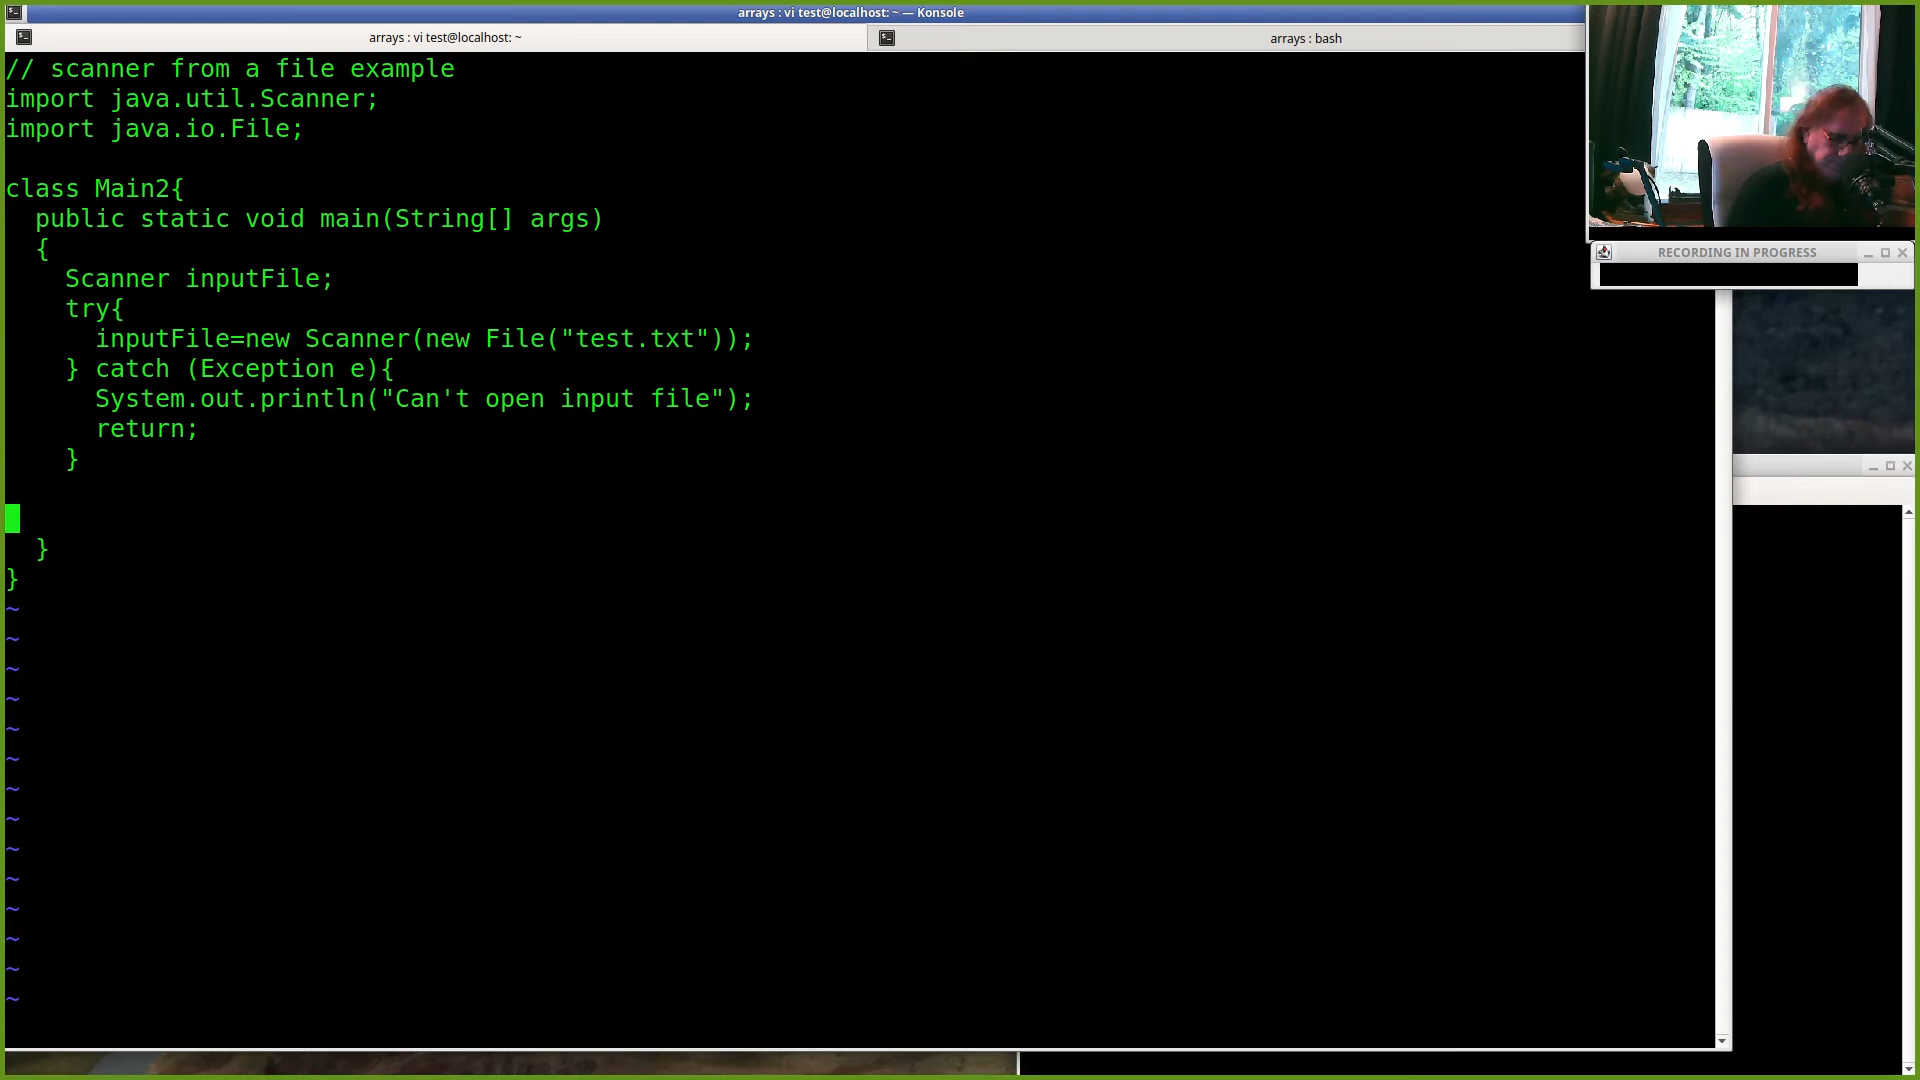 arrays : vi test@localhost: ~ — Konsole
arrays : vi test@localhost: ~
arrays : bash
// scanner from a file example
import java.util.Scanner;
import java.io.File;
class Main2{
public static void main(String[] args)
{
Scanner inputFile;
try{
inputFile=new Scanner(new File("test.txt"));
} catch (Exception e){
System.out.println("Can't open input file");
return;
}
}
}
~
~
~
~
~
~
~
~
~
~
~
~
~
~
RECORDING IN PROGRESS